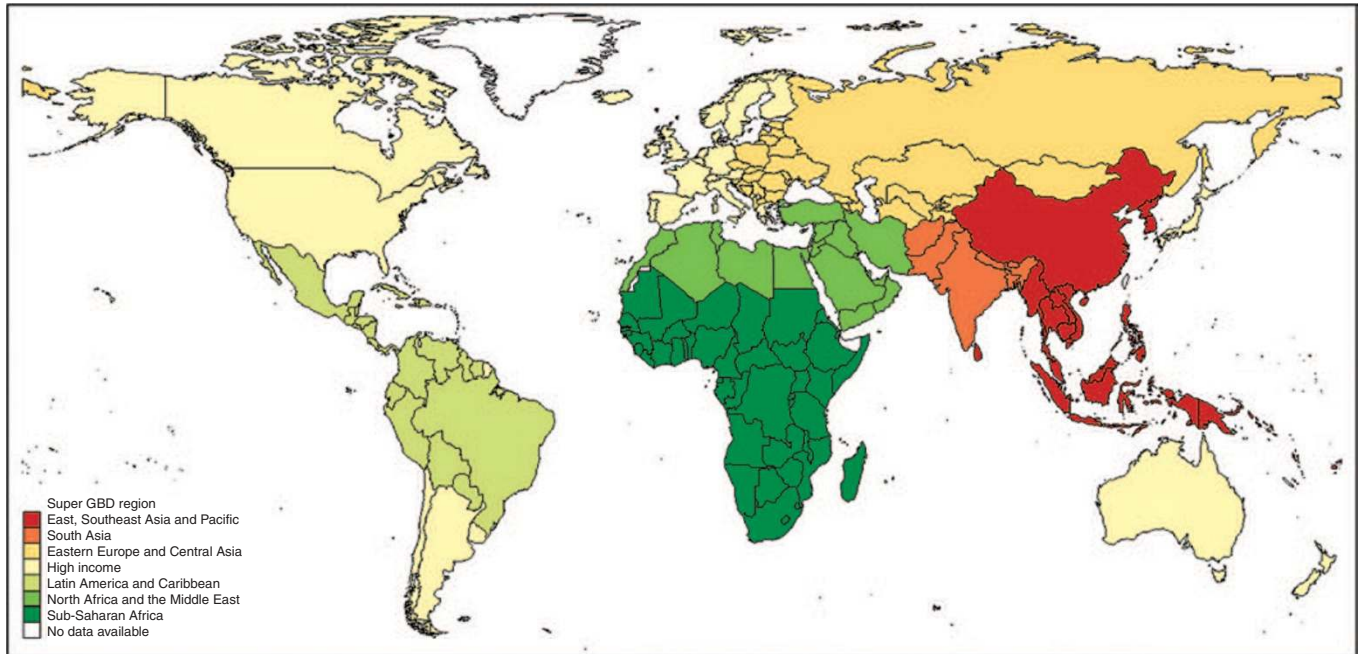 Super GBD region
East, Southeast Asia and Pacific
South Asia
Eastern Europe and Central Asia
High income
Latin America and Caribbean
North Africa and the Middle East
Sub-Saharan Africa
No data available